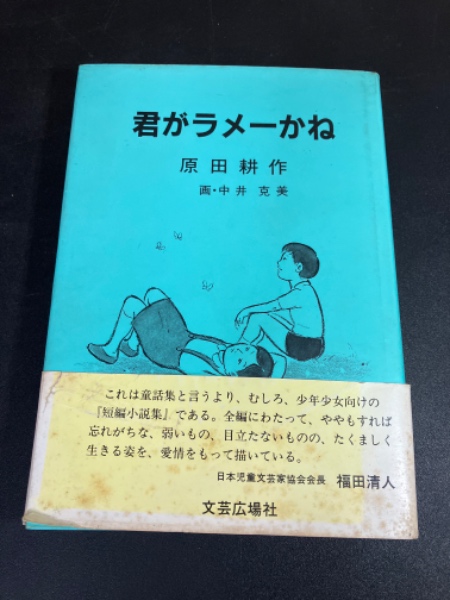 君がラメーかね
原田耕作
画・中井 克美
これは童話集と言うより、むしろ、少年少女向けの
『短編小説集』である。全編にわたって、ややもすれば
忘れがちな、弱いもの、目立たないものの、たくましく
生きる姿を、愛情をもって描いている。
日本児童文芸家協会会長 福田清人
文芸広場社